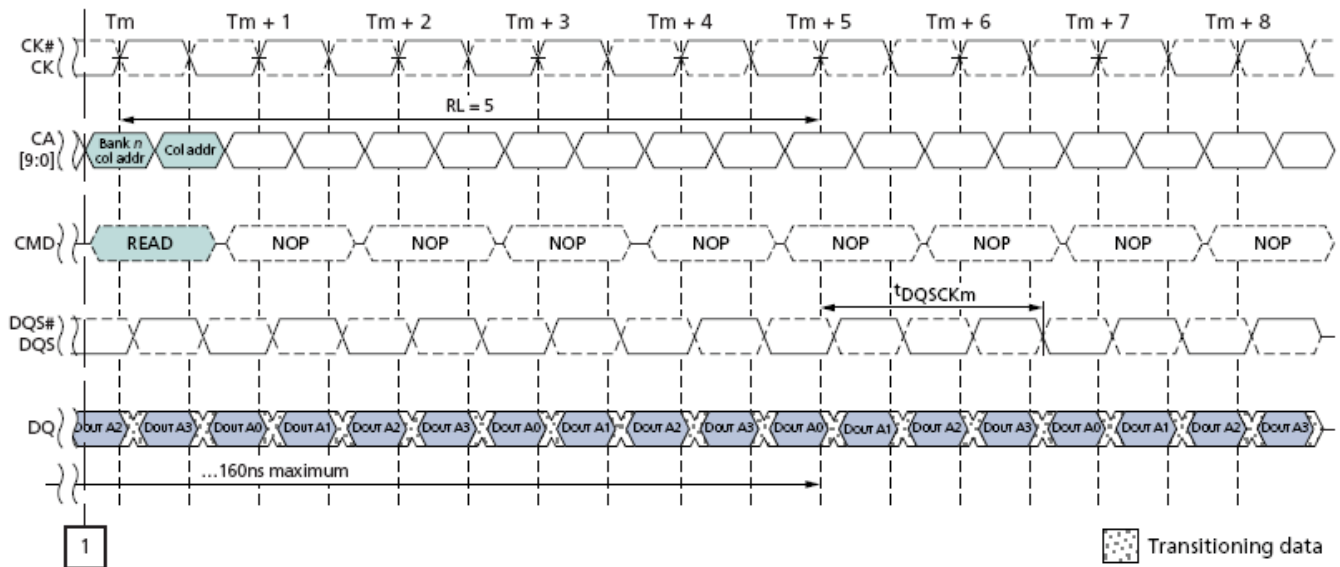 Tm Tm + 1 Tm + 2 Tm + 3 Tm + 4 Tm + 5 Tm + 6 Tm + 7 Tm + 8
CK#
CK
RL = 5
CA
[9:0]
Bank n
col addr
Col addr
CMD READ NOP NOP NOP NOP NOP NOP NOP NOP
tDQSCKm
DQS#
DQS
DQ DOUT A2 DOUT A3 DOUT A0 DOUT A1 DOUT A2 DOUT A3 DOUT A0 DOUT A1 DOUT A2 DOUT A3 DOUT A0 DOUT A1 DOUT A2 DOUT A3 DOUT A0 DOUT A1 DOUT A2 DOUT A3
...160ns maximum
1
Transitioning data